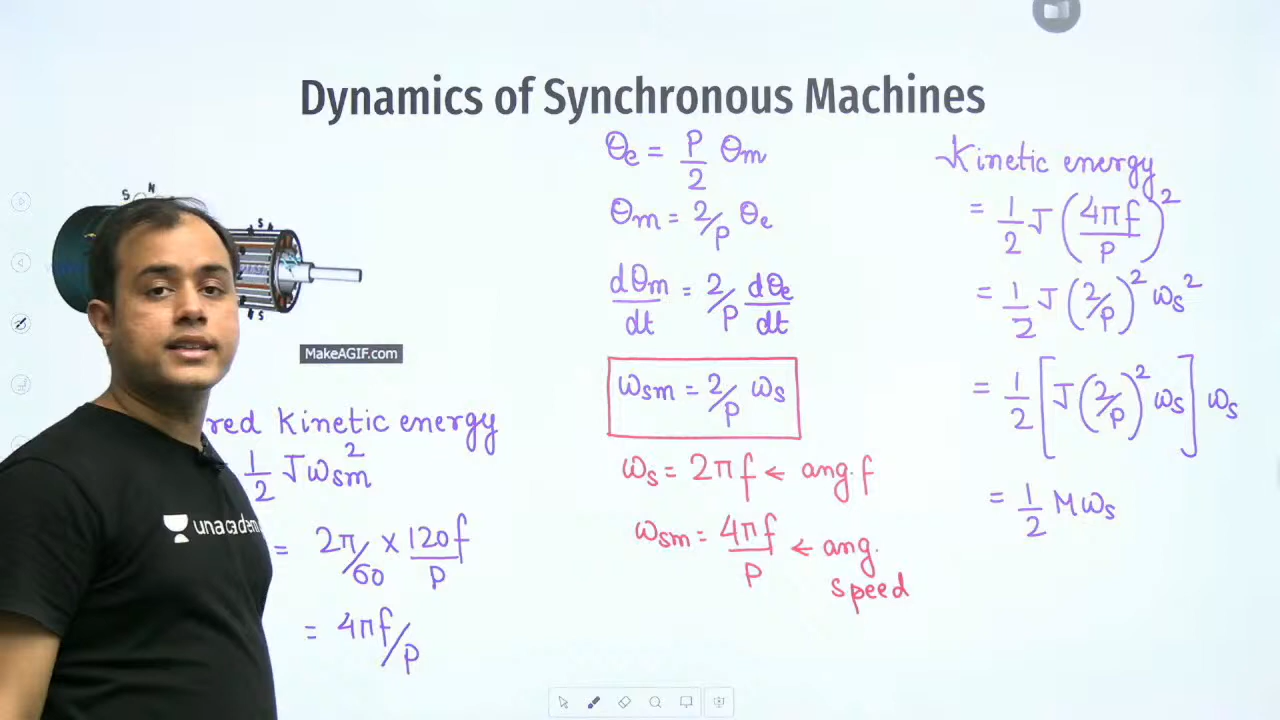 Dynamics of Synchronous Machines
S N
S
S
MakeAGIF.com
red Kinetic energy
1/2 Jωsm²
= 2π/60 × 120f/P
= 4πf/P
unacadem
θe = P/2 θm
θm = 2/P θe
dθm/dt = 2/P dθe/dt
ωsm = 2/P ωs
ωs = 2πf ← ang. f
ωsm = 4πf/P ← ang.
speed
Kinetic energy
= 1/2 J (4πf/P)²
= 1/2 J (2/P)² ωs²
= 1/2 [J (2/P)² ωs] ωs
= 1/2 Mωs